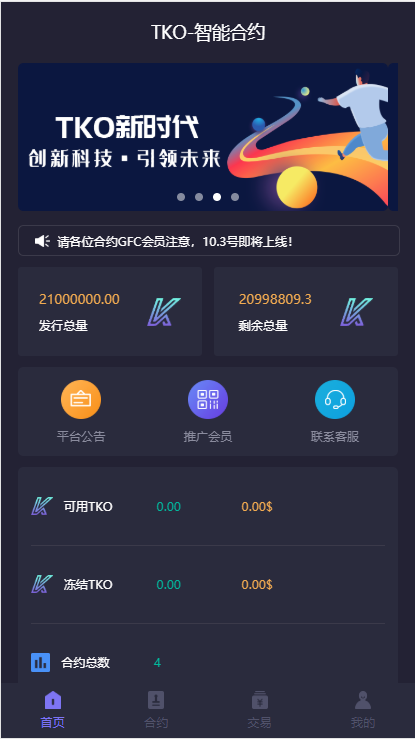 TKO-智能合约
TKO新时代
创新科技·引领未来
请各位合约GFC会员注意，10.3号即将上线！
21000000.00
发行总量
20998809.3
剩余总量
平台公告
推广会员
联系客服
可用TKO 0.00 0.00$
冻结TKO 0.00 0.00$
合约总数 4
首页
合约
交易
我的